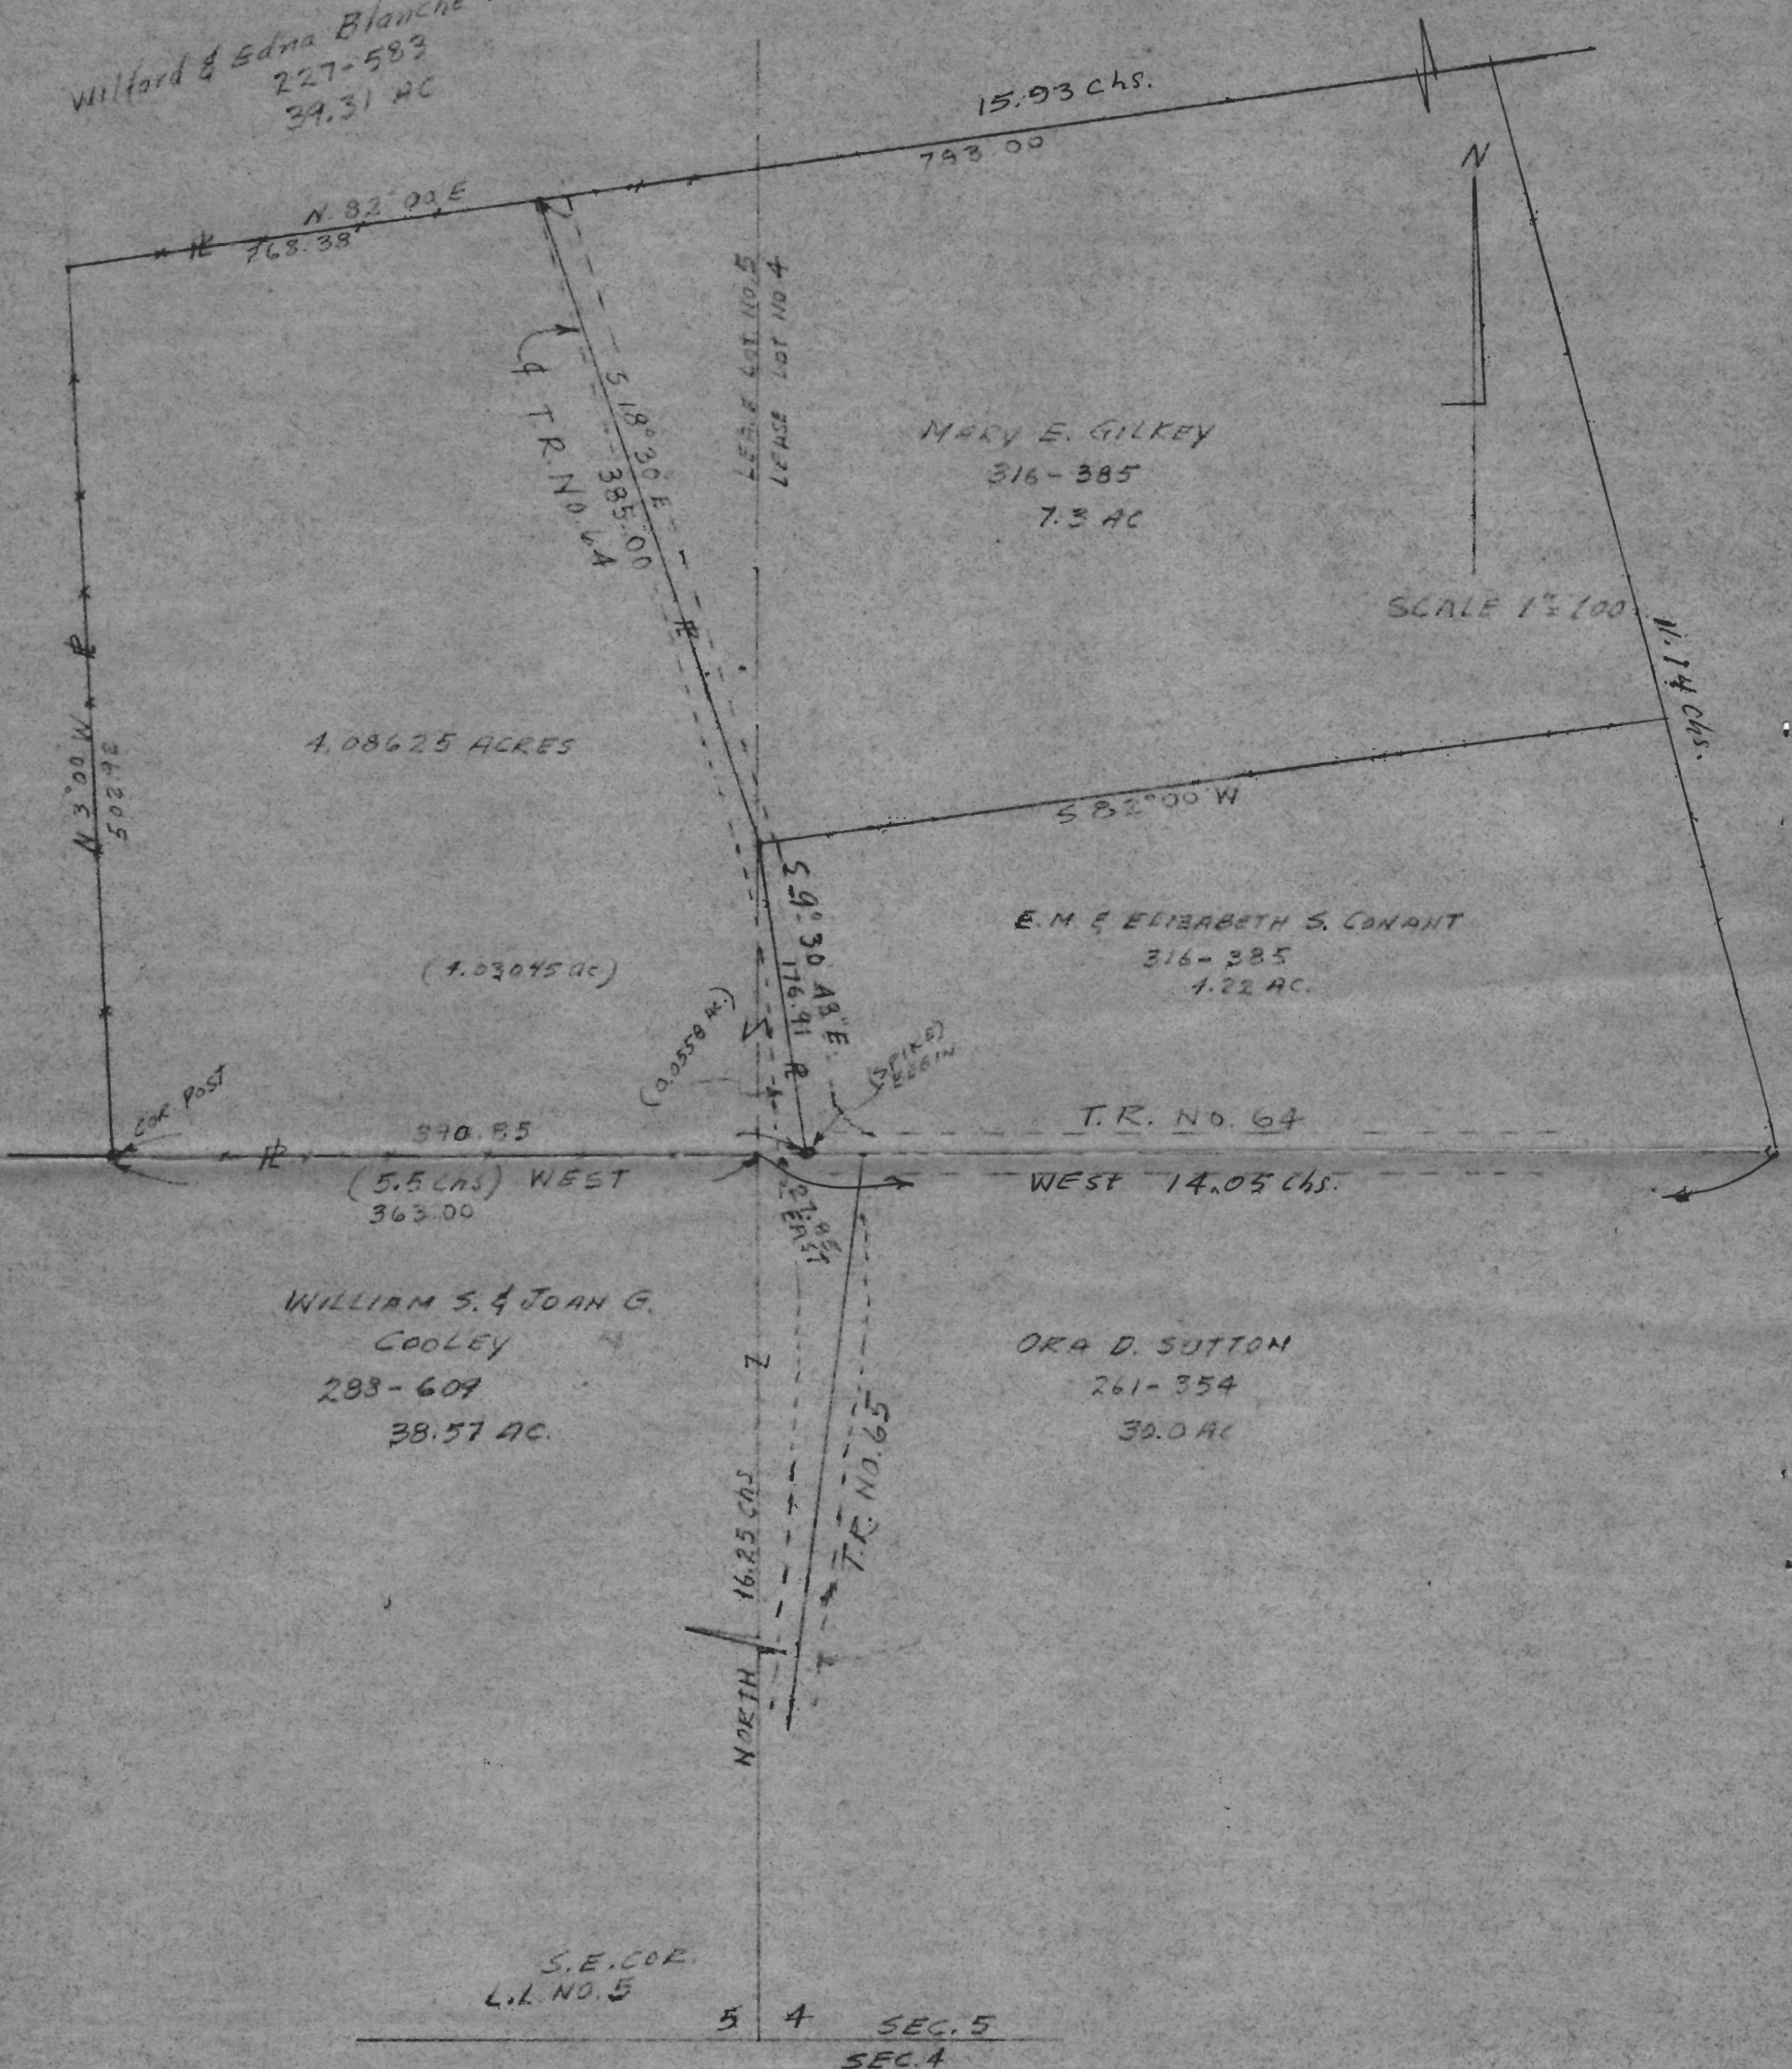 Wilford & Edna Blanche
227-583
39.31 AC
15.93 chs.
793.00
N
N. 82° 00 E
268.38'
LEASE LOT NO. 5
LEASE LOT NO 4
S 18° 30 E
385.00
℄ T.R. NO. 64
MARY E. GILKEY
316-385
7.3 AC
SCALE 1"=100
11.14 chs.
N 3° 00' W
502.92
4.08625 ACRES
S 82° 00' W
S 9° 30 48" E
176.91
E.M. & ELIZABETH S. CONANT
316-385
4.22 AC.
(4.03045 ac)
(0.0558 Ac.)
(SPIKE)
BEGIN
COR POST
T.R. NO. 64
390.85
(5.5 chs) WEST
363.00
WEST 14.05 chs.
27.85
EAST
WILLIAM S. & JOAN G.
COOLEY
288-609
38.57 AC.
ORA D. SUTTON
261-354
30.0 AC
T.R. NO. 65
NORTH 16.25 chs
S.E. COR.
L.L NO. 5
5 4 SEC. 5
SEC. 4